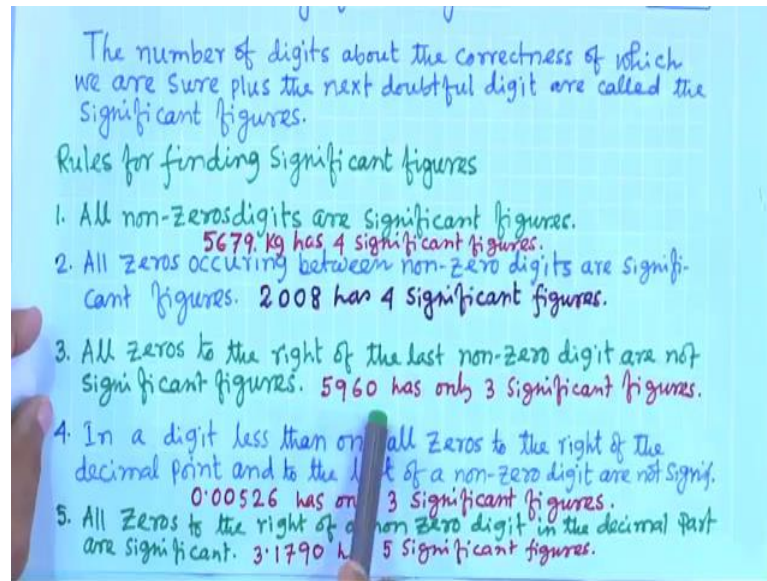 The number of digits about the correctness of which
we are sure plus the next doubtful digit are called the
Significant figures.
Rules for finding Significant figures
1. All non-zerosdigits are significant figures.
5679. Kg has 4 significant figures.
2. All zeros occuring between non-zero digits are signifi-
cant figures. 2008 has 4 Significant figures.
3. All zeros to the right of the last non-zero digit are not
significant figures. 5960 has only 3 Significant figures.
4. In a digit less than all zeros to the right of the
decimal point and to the of a non-zero digit are not signif.
0.00526 has 3 significant figures.
5. All zeros to the right of a non zero digit in the decimal part
are significant. 3.1790 5 Significant figures.